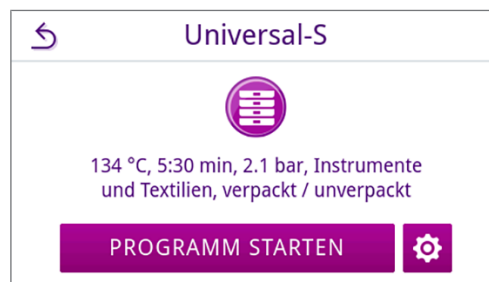 Universal-S
134 °C, 5:30 min, 2.1 bar, Instrumente
und Textilien, verpackt / unverpackt
PROGRAMM STARTEN